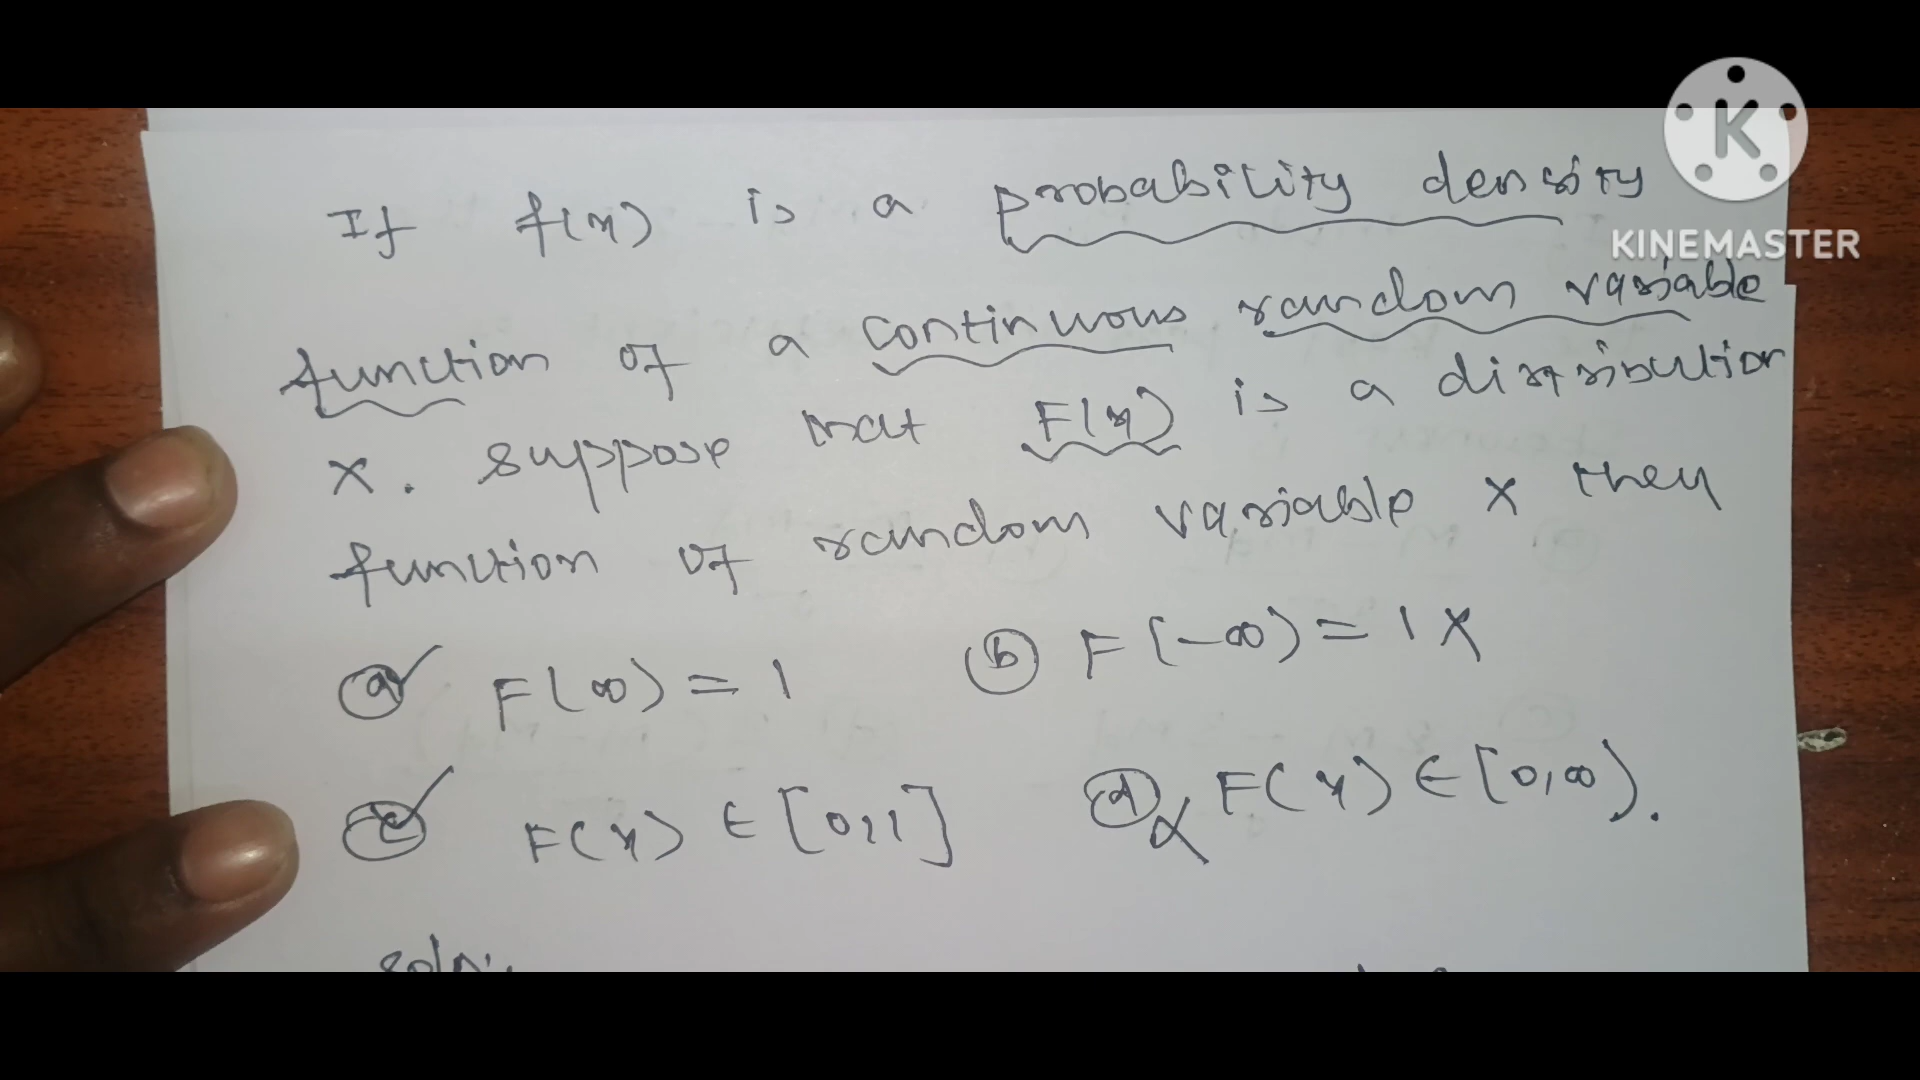 K
KINEMASTER
If f(x) is a probability density
function of a continuous random variable
X. suppose that F(x) is a distribution
function of random variable X then
(a) ✓ F(∞) = 1 (b) F(-∞) = 1 X
(c) ✓ F(x) ∈ [0,1] (d) X F(x) ∈ [0,∞).
soln: